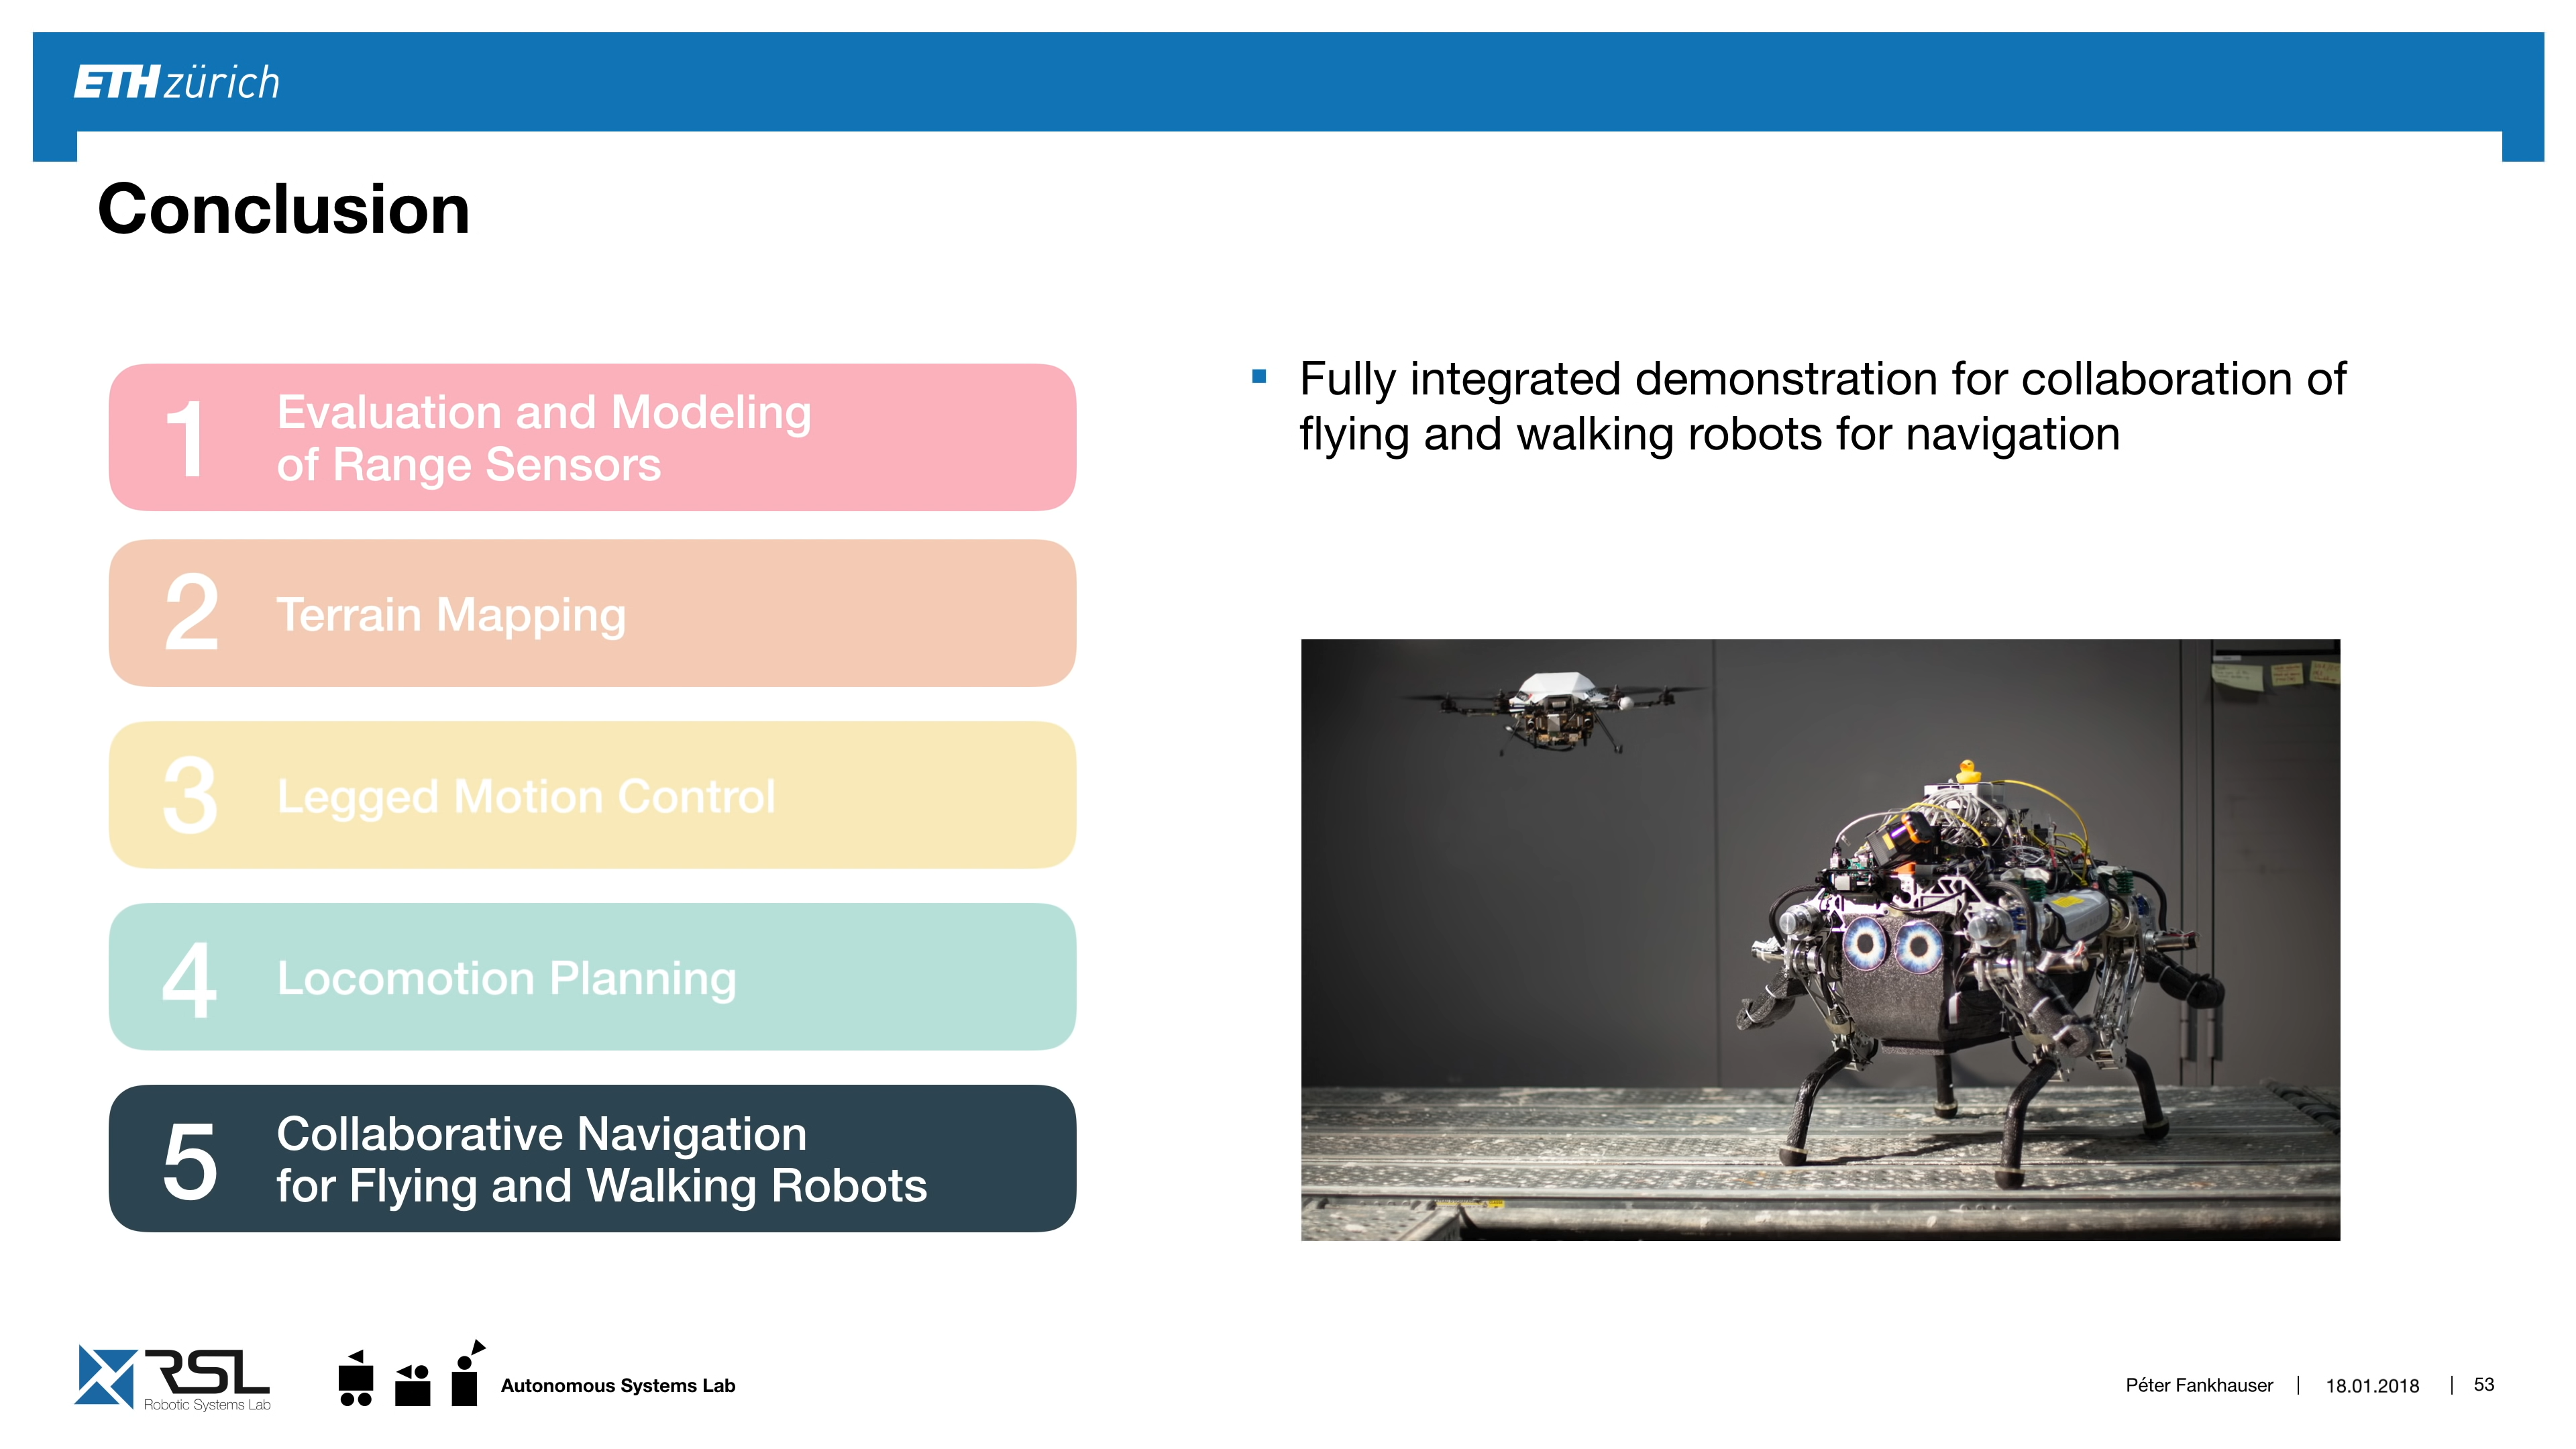 ETH zürich
Conclusion
1
Evaluation and Modeling
of Range Sensors
2
Terrain Mapping
3
Legged Motion Control
4
Locomotion Planning
5
Collaborative Navigation
for Flying and Walking Robots
▪ Fully integrated demonstration for collaboration of
flying and walking robots for navigation
RSL
Robotic Systems Lab
Autonomous Systems Lab
Péter Fankhauser | 18.01.2018 | 53